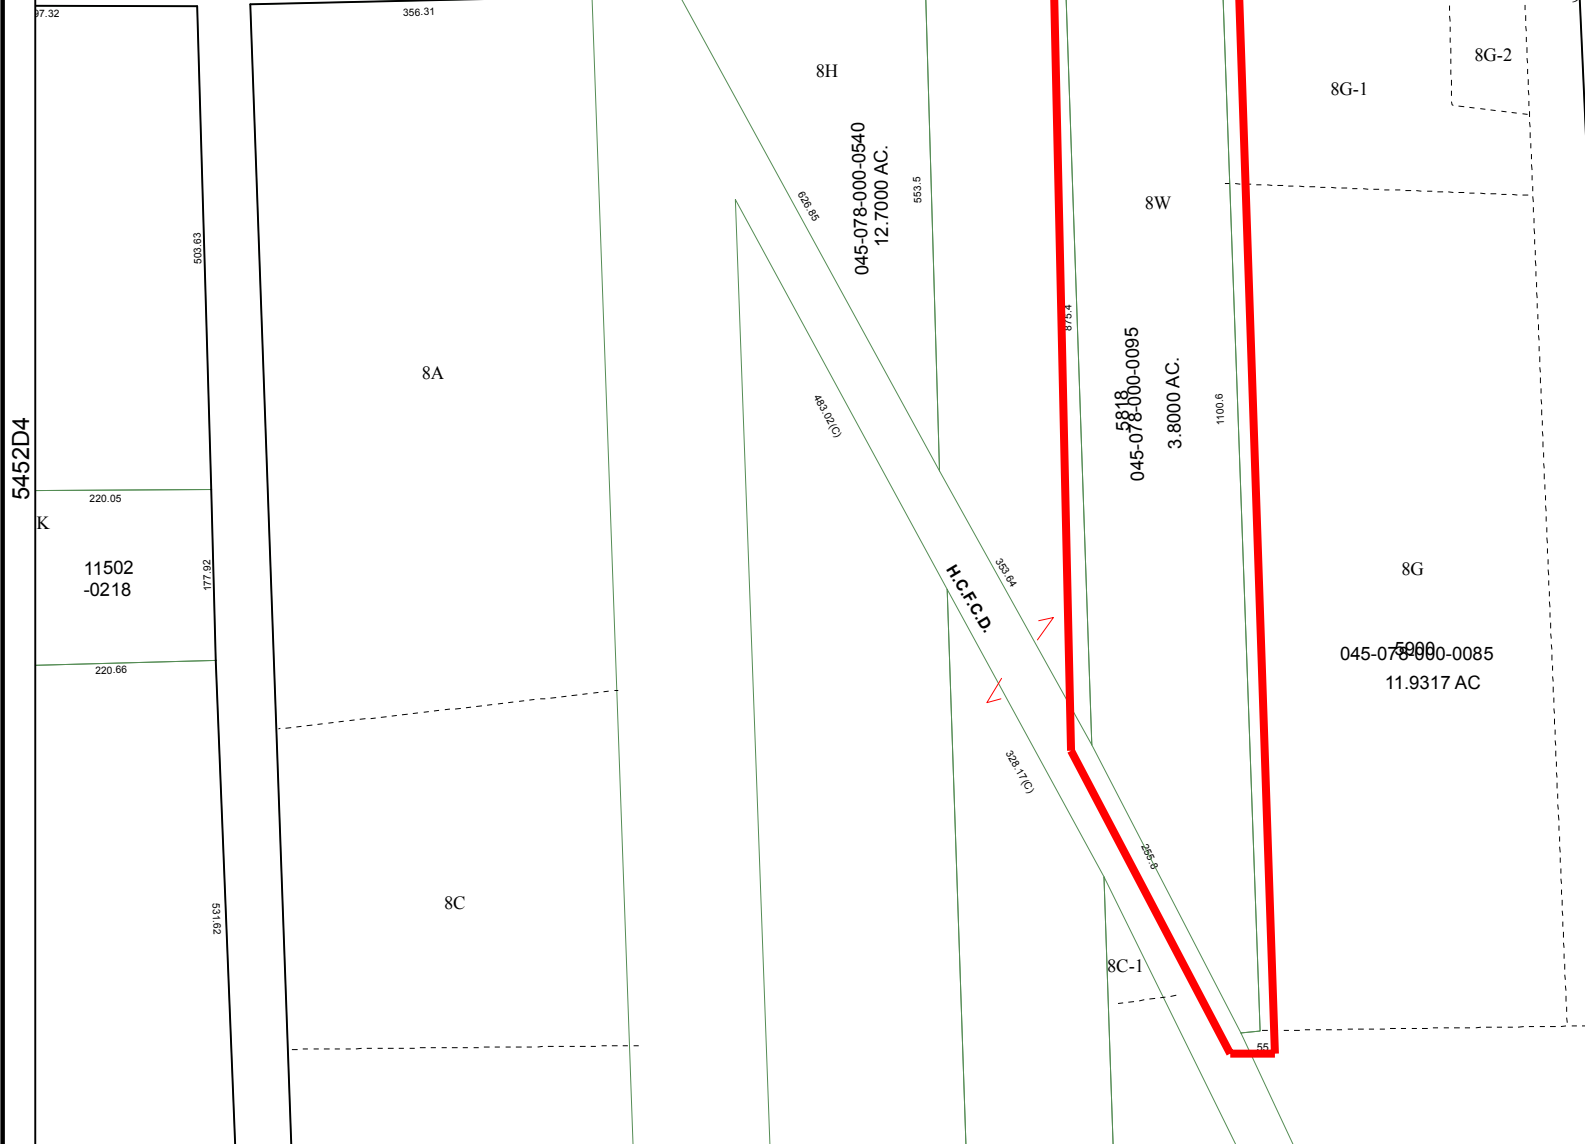 97.32
356.31
8H
8G-2
8G-1
045-078-000-0540
12.7000 AC.
553.5
626.85
8W
503.63
875.4
8A
5818
045-078-000-0095
3.8000 AC.
1100.6
483.02(C)
5452D4
220.05
K
11502
-0218
177.92
H.C.F.C.D.
353.64
8G
5900
045-078-000-0085
11.9317 AC
220.66
328.17(C)
255.8
8C
531.62
8C-1
55